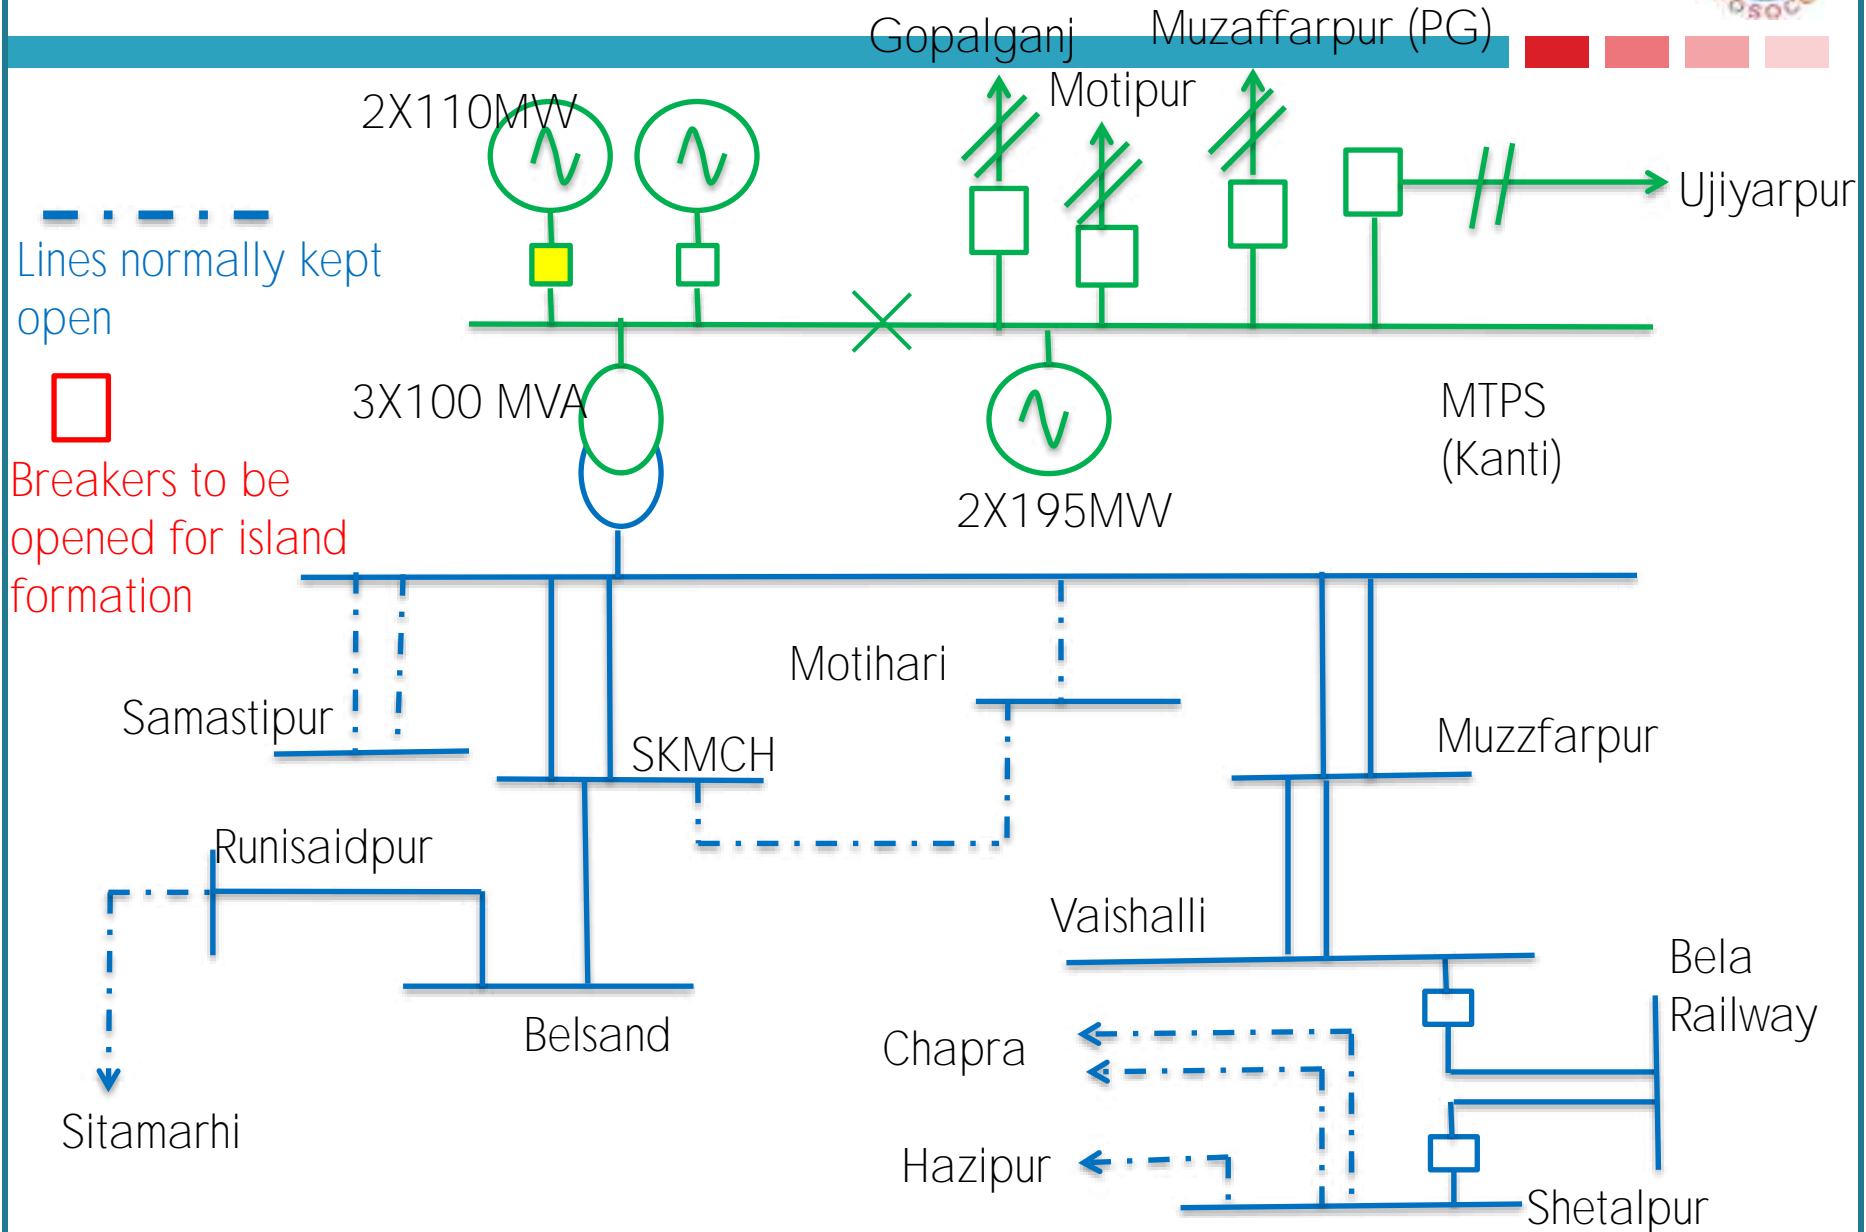 OSOCO
Gopalganj
Muzaffarpur (PG)
2X110MW
Motipur
Ujiyarpur
Lines normally kept
open
3X100 MVA
MTPS
(Kanti)
Breakers to be
opened for island
formation
2X195MW
Samastipur
Motihari
SKMCH
Muzzfarpur
Runisaidpur
Vaishalli
Bela
Railway
Belsand
Chapra
Sitamarhi
Hazipur
Shetalpur